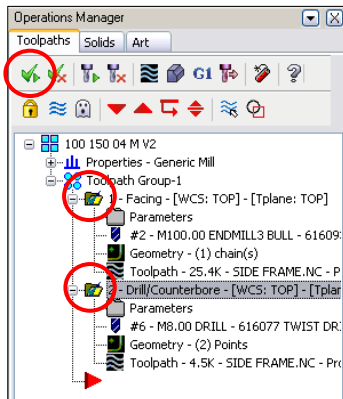 Operations Manager
Toolpaths Solids Art
G1
100 150 04 M V2
Properties - Generic Mill
Toolpath Group-1
1 - Facing - [WCS: TOP] - [Tplane: TOP]
Parameters
#2 - M100.00 ENDMILL3 BULL - 61609
Geometry - (1) chain(s)
Toolpath - 25.4K - SIDE FRAME.NC - P
2 - Drill/Counterbore - [WCS: TOP] - [Tplan
Parameters
#6 - M8.00 DRILL - 616077 TWIST DR
Geometry - (2) Points
Toolpath - 4.5K - SIDE FRAME.NC - Pro